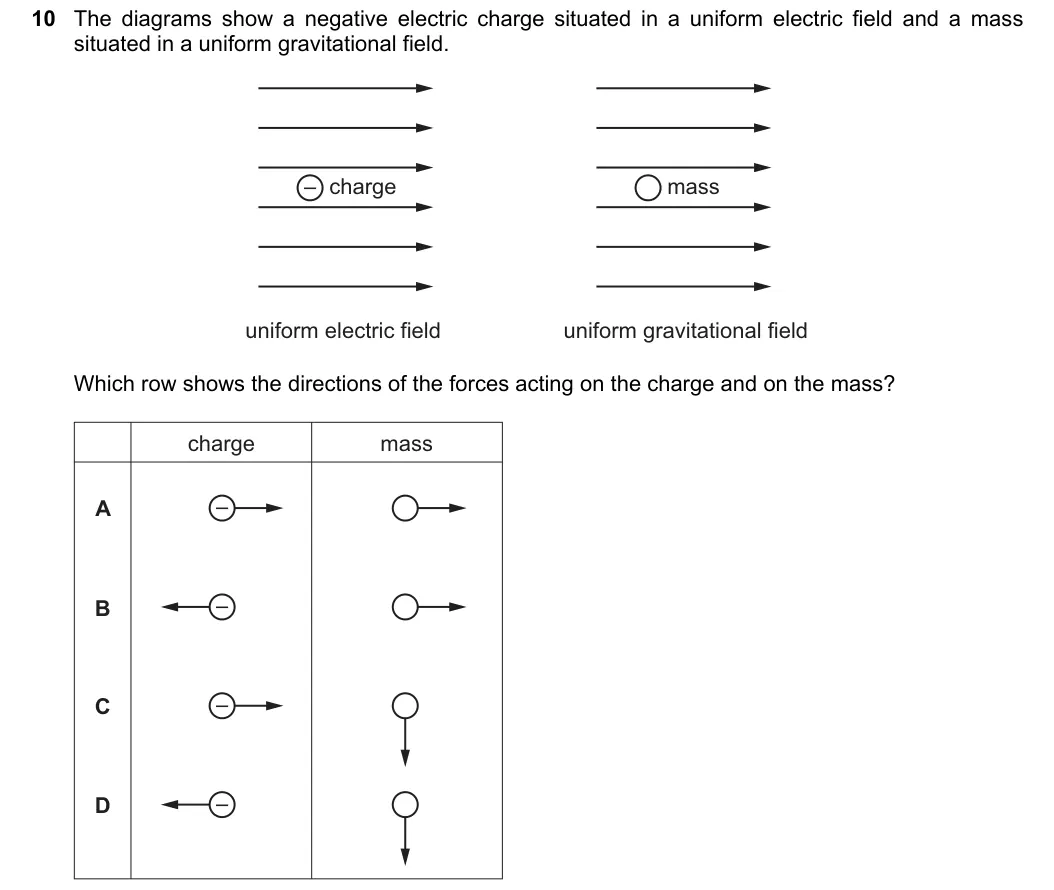 10 The diagrams show a negative electric charge situated in a uniform electric field and a mass
situated in a uniform gravitational field.
− charge
mass
uniform electric field
uniform gravitational field
Which row shows the directions of the forces acting on the charge and on the mass?
charge mass
A −
B −
C −
D −